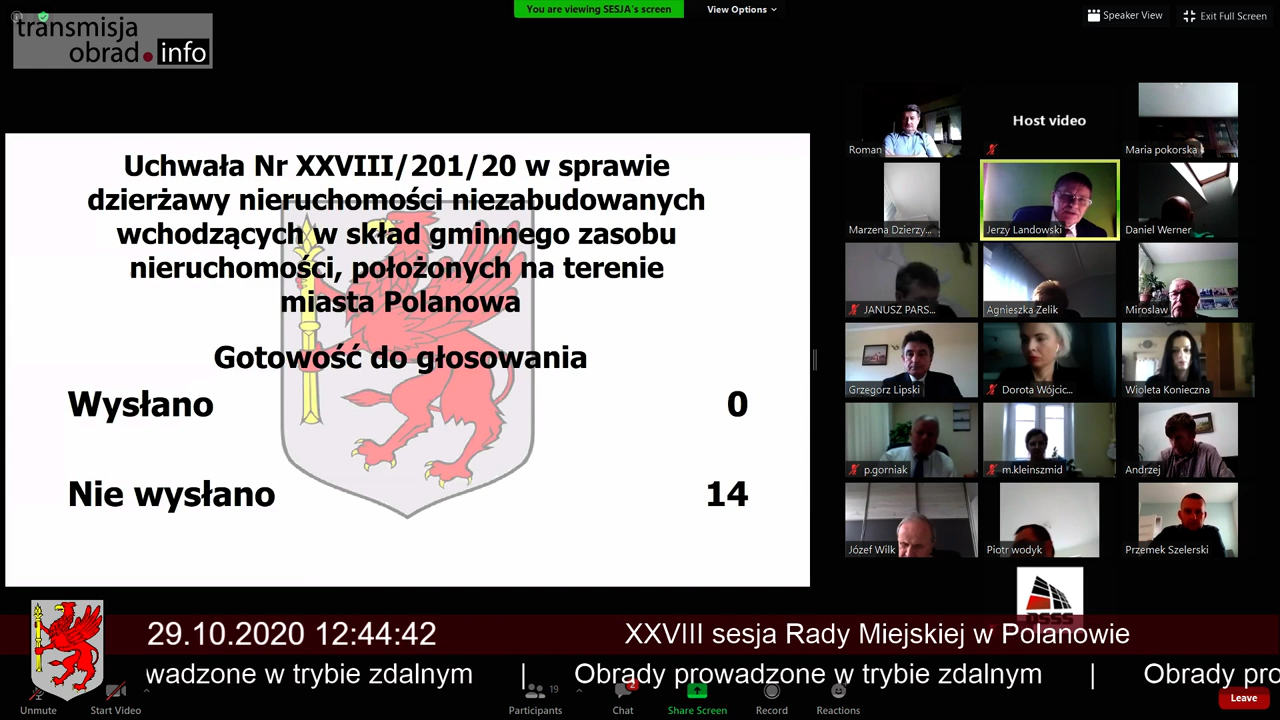 transmisja
obrad.info
You are viewing SESJA's screen
View Options
Speaker View
Exit Full Screen
Uchwała Nr XXVIII/201/20 w sprawie
dzierżawy nieruchomości niezabudowanych
wchodzących w skład gminnego zasobu
nieruchomości, położonych na terenie
miasta Polanowa
Gotowość do głosowania
Wysłano 0
Nie wysłano 14
Roman
Host video
Maria pokorska
Marzena Dzierzy...
Jerzy Landowski
Daniel Werner
JANUSZ PARS...
Agnieszka Zelik
Mirosław
Grzegorz Lipski
Dorota Wójcic...
Wioleta Konieczna
p.gorniak
m.kleinszmid
Andrzej
Józef Wilk
Piotr wodyk
Przemek Szelerski
29.10.2020 12:44:42
XXVIII sesja Rady Miejskiej w Polanowie
wadzone w trybie zdalnym | Obrady prowadzone w trybie zdalnym | Obrady pro
Unmute
Start Video
Participants 19
Chat 2
Share Screen
Record
Reactions
Leave